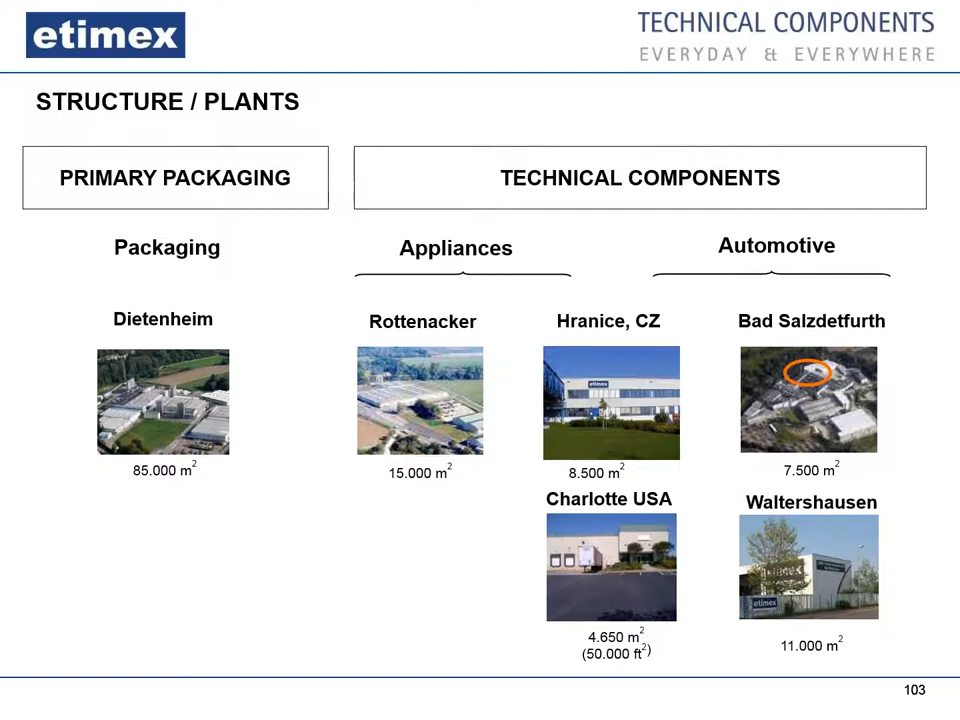 etimex
TECHNICAL COMPONENTS
EVERYDAY & EVERYWHERE
STRUCTURE / PLANTS
PRIMARY PACKAGING
TECHNICAL COMPONENTS
Packaging
Appliances
Automotive
Dietenheim
Rottenacker
Hranice, CZ
Bad Salzdetfurth
etimex
85.000 m²
15.000 m²
8.500 m²
7.500 m²
Charlotte USA
Waltershausen
etimex
4.650 m²
(50.000 ft²)
11.000 m²
103